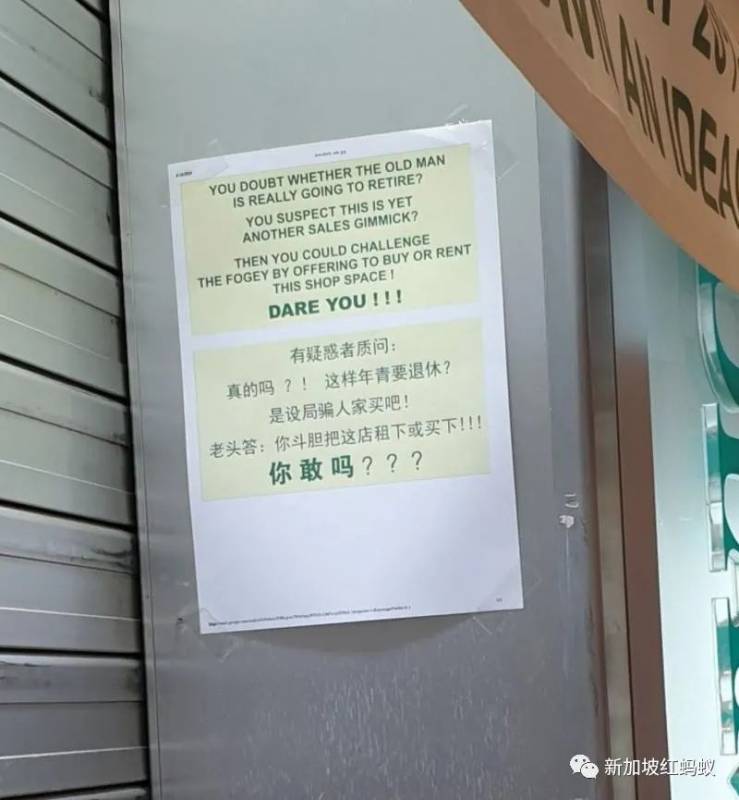 20
OWN AN IDEA
YOU DOUBT WHETHER THE OLD MAN
IS REALLY GOING TO RETIRE?
YOU SUSPECT THIS IS YET
ANOTHER SALES GIMMICK?
THEN YOU COULD CHALLENGE
THE FOGEY BY OFFERING TO BUY OR RENT
THIS SHOP SPACE !
DARE YOU ! ! !
有疑惑者质问：
真的吗 ？！ 这样年青要退休？
是设局骗人家买吧！
老头答：你斗胆把这店租下或买下!!!
你敢吗？？？
新加坡红蚂蚁